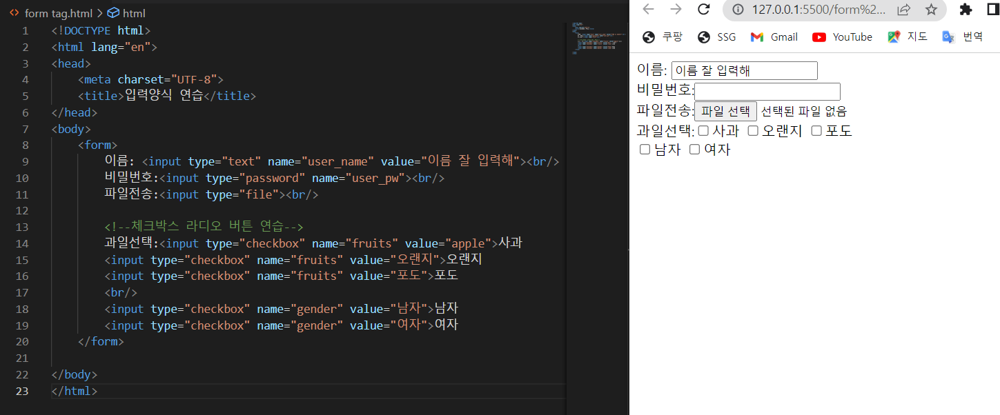 form tag.html > html
1 <!DOCTYPE html>
2 <html lang="en">
3 <head>
4 <meta charset="UTF-8">
5 <title>입력양식 연습</title>
6 </head>
7 <body>
8 <form>
9 이름: <input type="text" name="user_name" value="이름 잘 입력해"><br/>
10 비밀번호:<input type="password" name="user_pw"><br/>
11 파일전송:<input type="file"><br/>
12
13 <!--체크박스 라디오 버튼 연습-->
14 과일선택:<input type="checkbox" name="fruits" value="apple">사과
15 <input type="checkbox" name="fruits" value="오랜지">오랜지
16 <input type="checkbox" name="fruits" value="포도">포도
17 <br/>
18 <input type="checkbox" name="gender" value="남자">남자
19 <input type="checkbox" name="gender" value="여자">여자
20 </form>
21
22 </body>
23 </html>
127.0.0.1:5500/form%2...
쿠팡 SSG Gmail YouTube 지도 번역
이름: 이름 잘 입력해
비밀번호:
파일전송: 파일 선택 선택된 파일 없음
과일선택: 사과 오랜지 포도
남자 여자